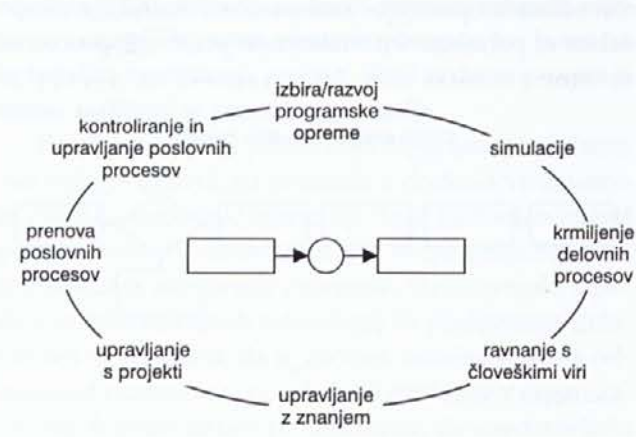 izbira/razvoj
programske
opreme
simulacije
krmiljenje
delovnih
procesov
ravnanje s
človeškimi viri
upravljanje
z znanjem
upravljanje
s projekti
prenova
poslovnih
procesov
kontroliranje in
upravljanje poslovnih
procesov